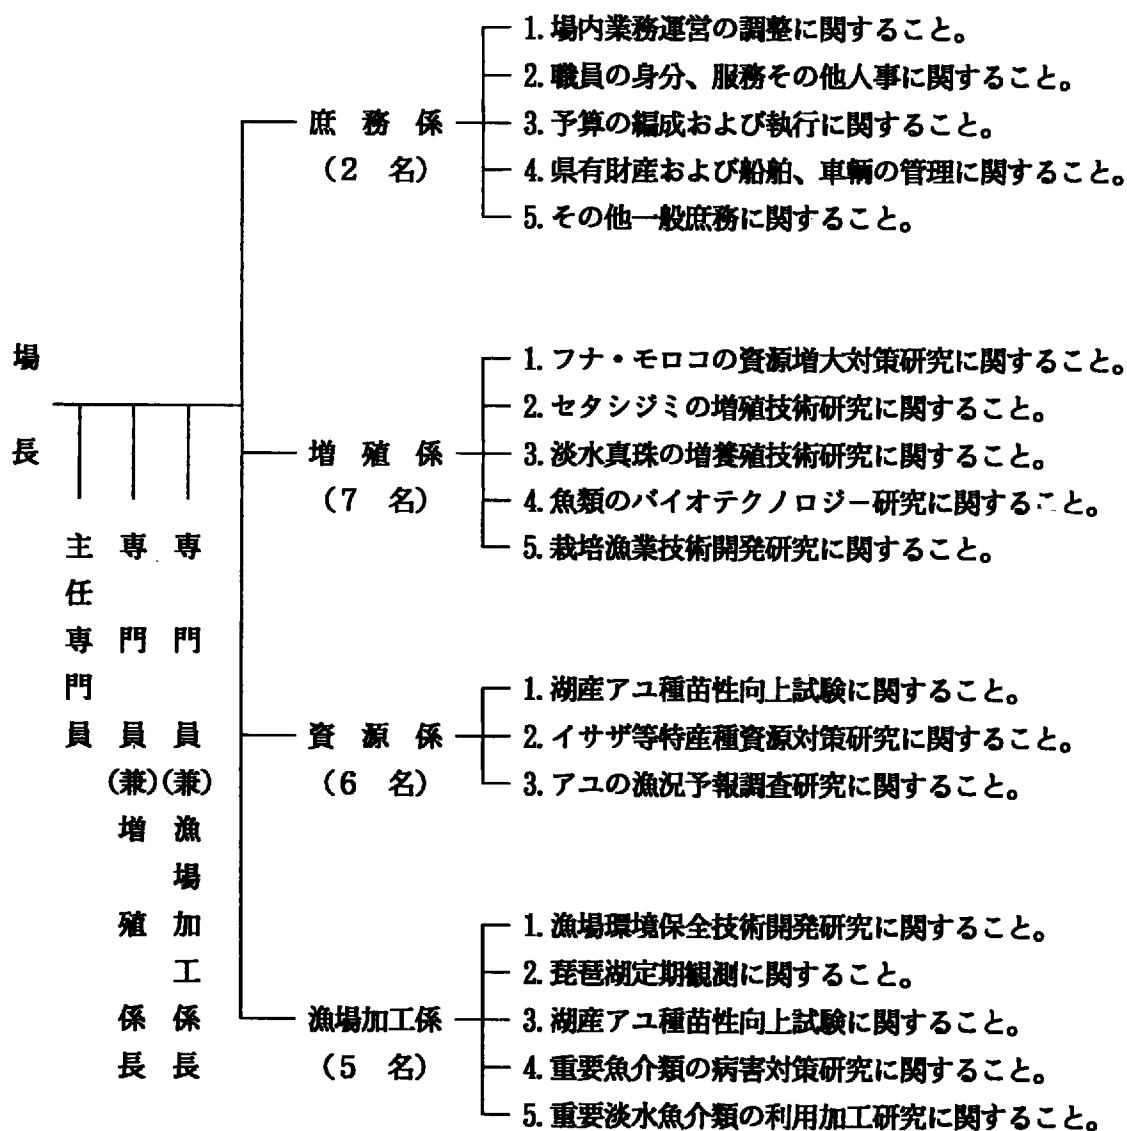 場長
主任専門員
専門員(兼)増殖係長
専門員(兼)漁場加工係長
庶務係
(2名)
1. 場内業務運営の調整に関すること。
2. 職員の身分、服務その他人事に関すること。
3. 予算の編成および執行に関すること。
4. 県有財産および船舶、車輌の管理に関すること。
5. その他一般庶務に関すること。
増殖係
(7名)
1. フナ・モロコの資源増大対策研究に関すること。
2. セタシジミの増殖技術研究に関すること。
3. 淡水真珠の増養殖技術研究に関すること。
4. 魚類のバイオテクノロジー研究に関すること。
5. 栽培漁業技術開発研究に関すること。
資源係
(6名)
1. 湖産アユ種苗性向上試験に関すること。
2. イサザ等特産種資源対策研究に関すること。
3. アユの漁況予報調査研究に関すること。
漁場加工係
(5名)
1. 漁場環境保全技術開発研究に関すること。
2. 琵琶湖定期観測に関すること。
3. 湖産アユ種苗性向上試験に関すること。
4. 重要魚介類の病害対策研究に関すること。
5. 重要淡水魚介類の利用加工研究に関すること。